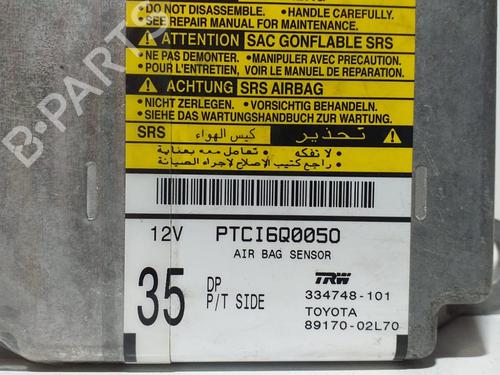 DO NOT DISASSEMBLE. •HANDLE CAREFULLY.
SEE REPAIR MANUAL FOR MAINTENANCE.
ATTENTION SAC GONFLABLE SRS
•NE PAS DEMONTER. •MANIPULER AVEC PRECAUTION.
•POUR L'ENTRETIEN, VOIR LE MANUEL DE REPARATION.
ACHTUNG SRS AIRBAG
•NICHT ZERLEGEN. •VORSICHTIG BEHANDELN.
•SIEHE DAS WARTUNGSHANDBUCH ZUR WARTUNG.
SRS كيس الهواء تحذير
• لا تفكه • تعامل معه بعناية
• راجع كتيب الإصلاح لإجراء الصيانة
12V PTCI6Q0050
AIR BAG SENSOR
35 DP
P/T SIDE
TRW
334748-101
TOYOTA
89170-02L70
B-PARTS